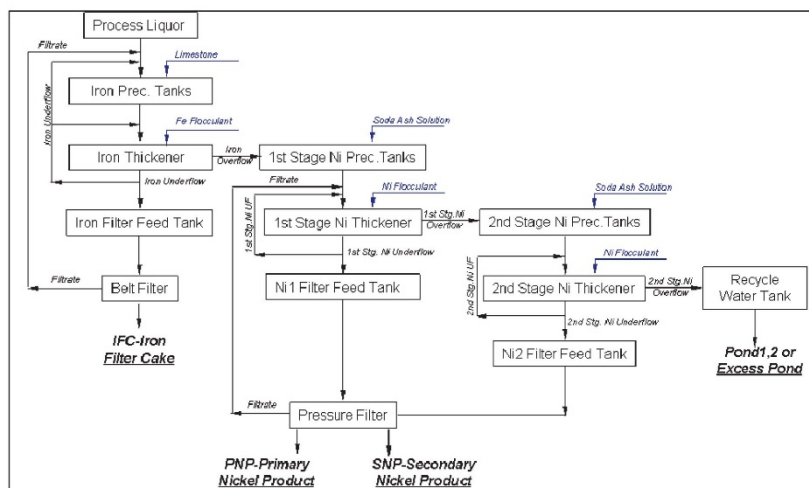 Process Liquor
Filtrate
Limestone
Iron Prec. Tanks
Iron Underflow
Fe Flocculant
Soda Ash Solution
Iron Thickener
Iron
Overflow
1st Stage Ni Prec.Tanks
Iron Underflow
Filtrate
Ni Flocculant
Soda Ash Solution
Iron Filter Feed Tank
1st Stg.Ni UF
1st Stage Ni Thickener
1st Stg.Ni
Overflow
2nd Stage Ni Prec.Tanks
1st Stg. Ni Underflow
Ni Flocculant
Filtrate
Belt Filter
Ni1 Filter Feed Tank
2nd Stg.Ni UF
2nd Stage Ni Thickener
2nd Stg.Ni
Overflow
Recycle
Water Tank
2nd Stg. Ni Underflow
IFC-Iron
Filter Cake
Ni2 Filter Feed Tank
Pond1,2 or
Excess Pond
Filtrate
Pressure Filter
PNP-Primary
Nickel Product
SNP-Secondary
Nickel Product